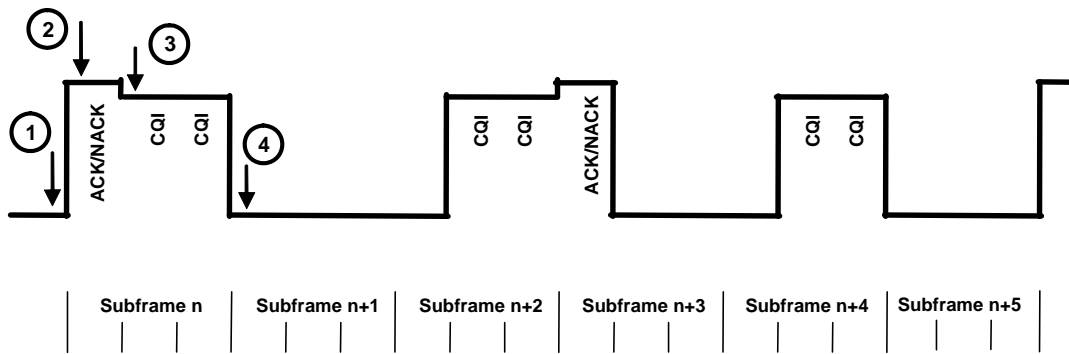 2
3
1
4
ACK/NACK
CQI
CQI
CQI
CQI
ACK/NACK
CQI
CQI
Subframe n
Subframe n+1
Subframe n+2
Subframe n+3
Subframe n+4
Subframe n+5